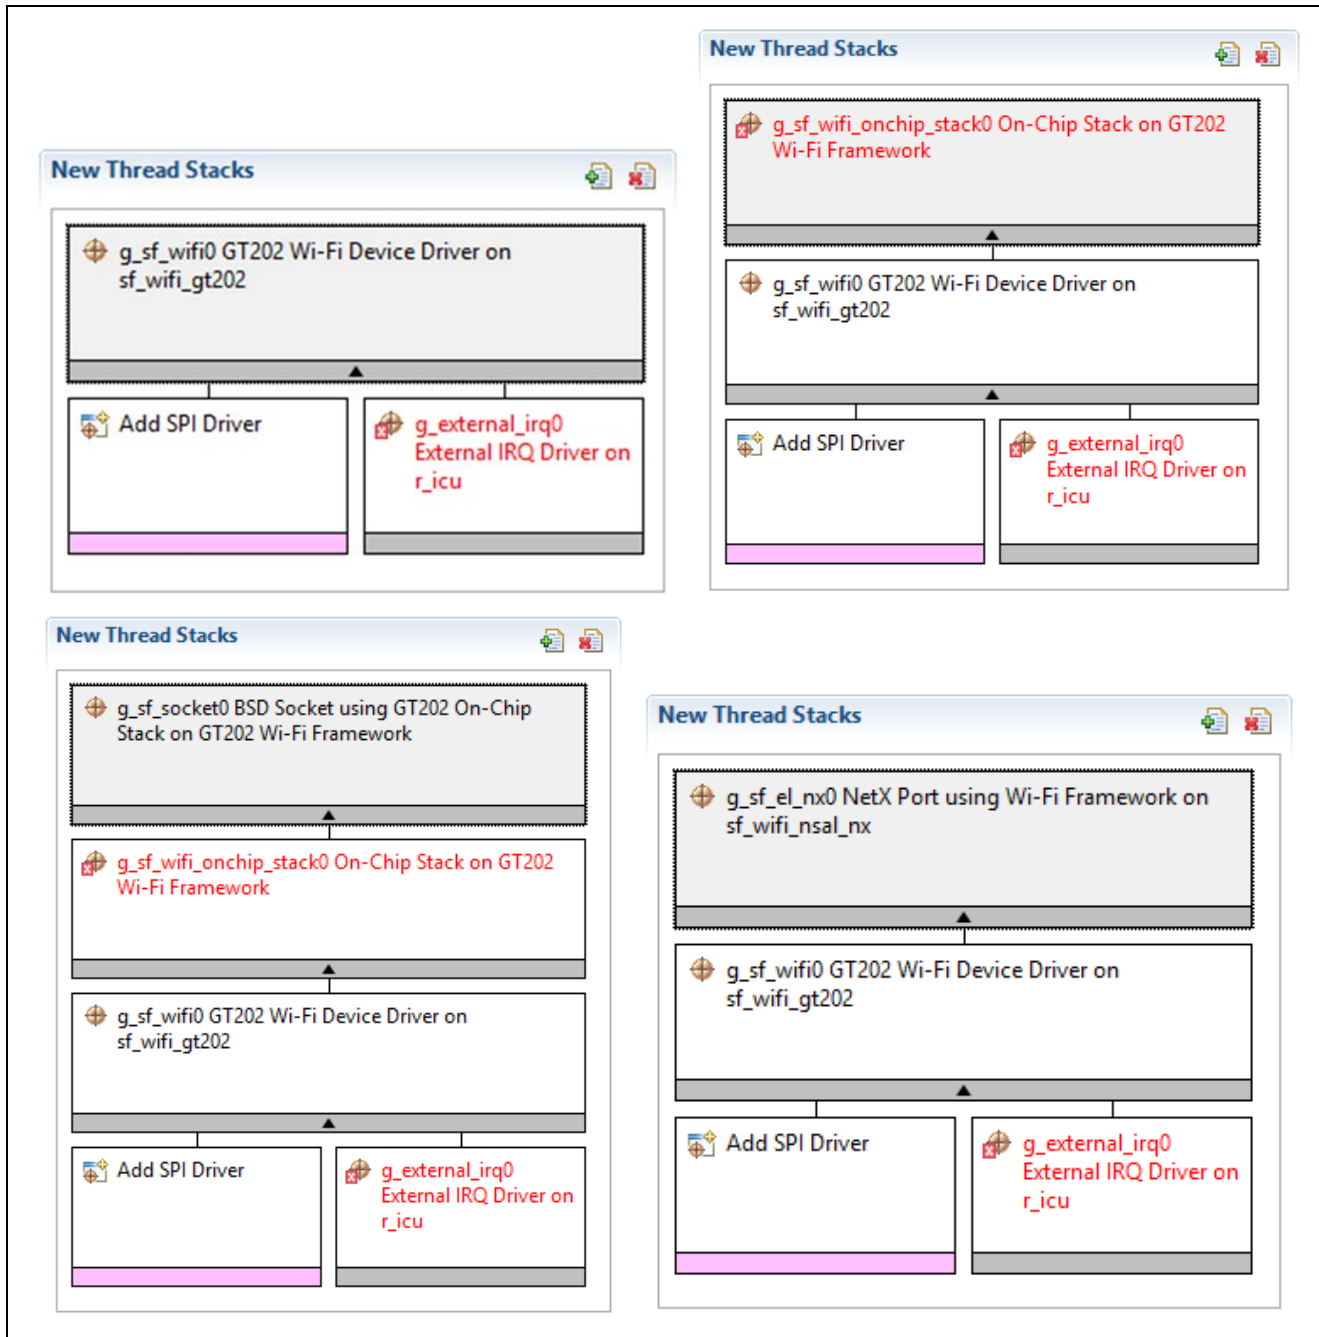 New Thread Stacks
g_sf_wifi0 GT202 Wi-Fi Device Driver on
sf_wifi_gt202
Add SPI Driver
g_external_irq0
External IRQ Driver on
r_icu
New Thread Stacks
g_sf_wifi_onchip_stack0 On-Chip Stack on GT202
Wi-Fi Framework
g_sf_wifi0 GT202 Wi-Fi Device Driver on
sf_wifi_gt202
Add SPI Driver
g_external_irq0
External IRQ Driver on
r_icu
New Thread Stacks
g_sf_socket0 BSD Socket using GT202 On-Chip
Stack on GT202 Wi-Fi Framework
g_sf_wifi_onchip_stack0 On-Chip Stack on GT202
Wi-Fi Framework
g_sf_wifi0 GT202 Wi-Fi Device Driver on
sf_wifi_gt202
Add SPI Driver
g_external_irq0
External IRQ Driver on
r_icu
New Thread Stacks
g_sf_el_nx0 NetX Port using Wi-Fi Framework on
sf_wifi_nsal_nx
g_sf_wifi0 GT202 Wi-Fi Device Driver on
sf_wifi_gt202
Add SPI Driver
g_external_irq0
External IRQ Driver on
r_icu